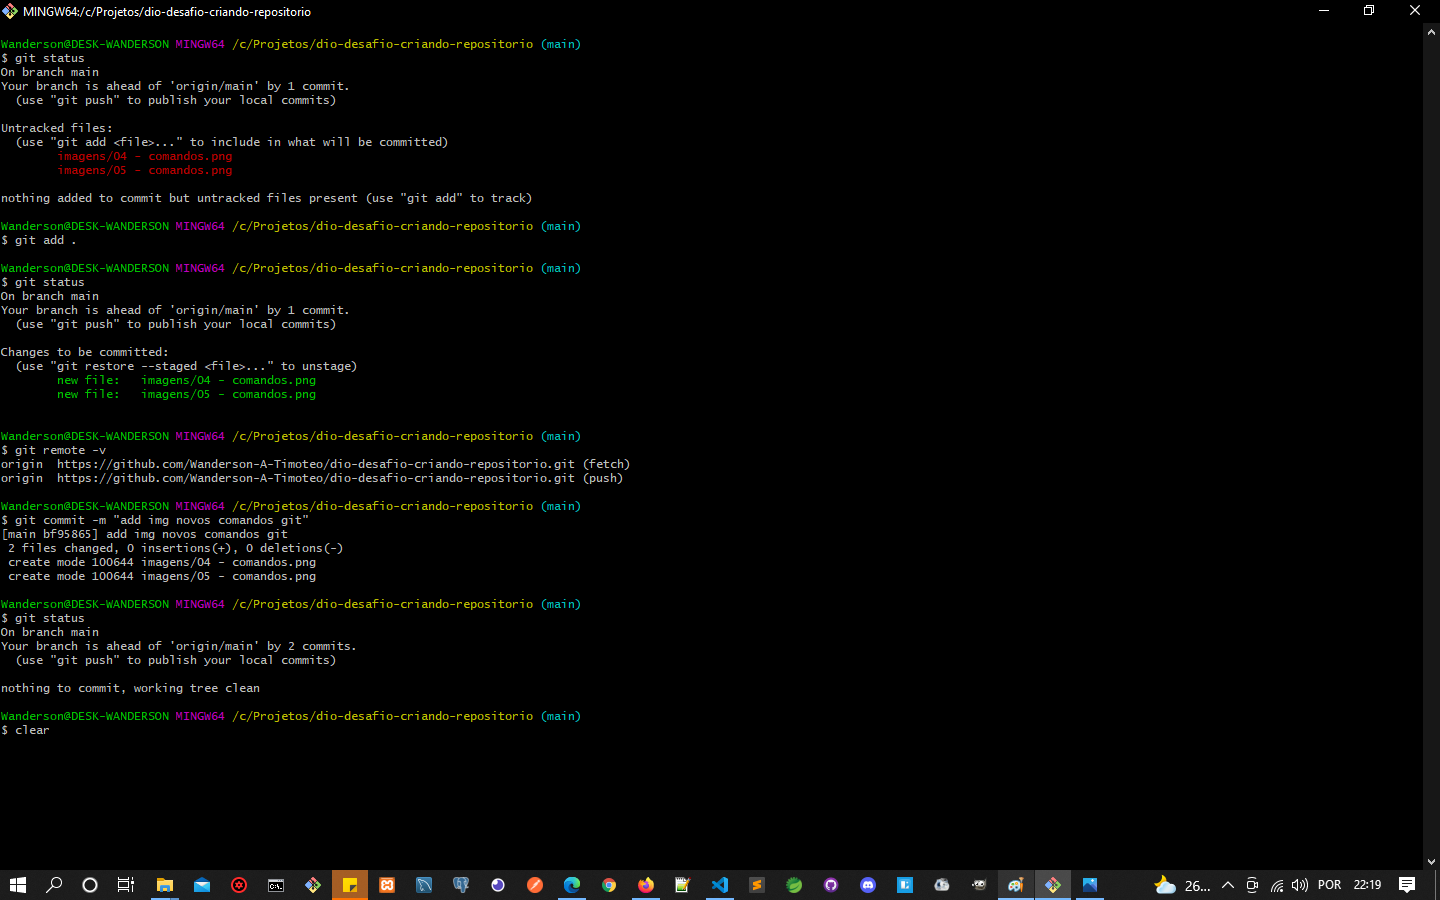 MINGW64:/c/Projetos/dio-desafio-criando-repositorio
Wanderson@DESK-WANDERSON MINGW64 /c/Projetos/dio-desafio-criando-repositorio (main)
$ git status
On branch main
Your branch is ahead of 'origin/main' by 1 commit.
  (use "git push" to publish your local commits)
Untracked files:
  (use "git add <file>..." to include in what will be committed)
        imagens/04 - comandos.png
        imagens/05 - comandos.png
nothing added to commit but untracked files present (use "git add" to track)
Wanderson@DESK-WANDERSON MINGW64 /c/Projetos/dio-desafio-criando-repositorio (main)
$ git add .
Wanderson@DESK-WANDERSON MINGW64 /c/Projetos/dio-desafio-criando-repositorio (main)
$ git status
On branch main
Your branch is ahead of 'origin/main' by 1 commit.
  (use "git push" to publish your local commits)
Changes to be committed:
  (use "git restore --staged <file>..." to unstage)
        new file:   imagens/04 - comandos.png
        new file:   imagens/05 - comandos.png
Wanderson@DESK-WANDERSON MINGW64 /c/Projetos/dio-desafio-criando-repositorio (main)
$ git remote -v
origin  https://github.com/Wanderson-A-Timoteo/dio-desafio-criando-repositorio.git (fetch)
origin  https://github.com/Wanderson-A-Timoteo/dio-desafio-criando-repositorio.git (push)
Wanderson@DESK-WANDERSON MINGW64 /c/Projetos/dio-desafio-criando-repositorio (main)
$ git commit -m "add img novos comandos git"
[main bf95865] add img novos comandos git
 2 files changed, 0 insertions(+), 0 deletions(-)
 create mode 100644 imagens/04 - comandos.png
 create mode 100644 imagens/05 - comandos.png
Wanderson@DESK-WANDERSON MINGW64 /c/Projetos/dio-desafio-criando-repositorio (main)
$ git status
On branch main
Your branch is ahead of 'origin/main' by 2 commits.
  (use "git push" to publish your local commits)
nothing to commit, working tree clean
Wanderson@DESK-WANDERSON MINGW64 /c/Projetos/dio-desafio-criando-repositorio (main)
$ clear
26... POR 22:19